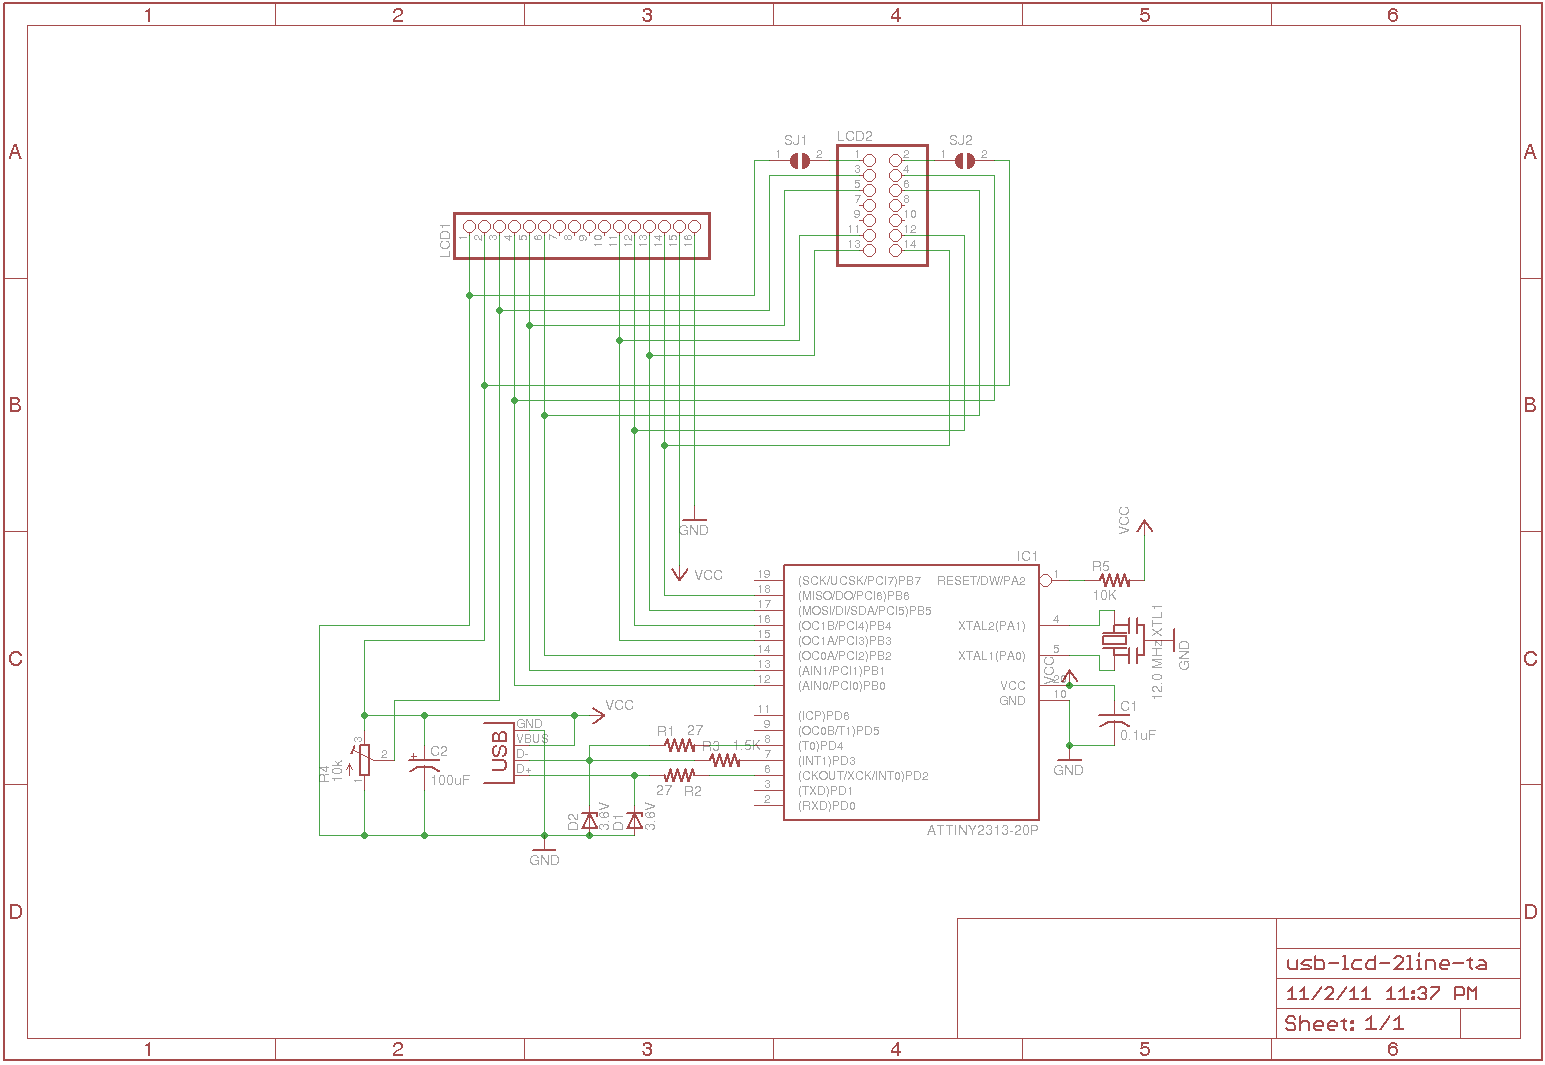 1 2 3 4 5 6
A A
B B
C C
D D
SJ1
1 2
LCD2
SJ2
1 2
1 2
3 4
5 6
7 8
9 10
11 12
13 14
LCD1
1 2 3 4 5 6 7 8 9 10 11 12 13 14 15 16
GND
VCC
IC1
19 (SCK/UCSK/PCI7)PB7
18 (MISO/DO/PCI6)PB6
17 (MOSI/DI/SDA/PCI5)PB5
16 (OC1B/PCI4)PB4
15 (OC1A/PCI3)PB3
14 (OC0A/PCI2)PB2
13 (AIN1/PCI1)PB1
12 (AIN0/PCI0)PB0
11 (ICP)PD6
9 (OC0B/T1)PD5
8 (T0)PD4
7 (INT1)PD3
6 (CKOUT/XCK/INT0)PD2
3 (TXD)PD1
2 (RXD)PD0
RESET/DW/PA2 1
XTAL2(PA1) 4
XTAL1(PA0) 5
VCC 20
GND 10
ATTINY2313-20P
VCC
R5
10K
12.0 MHz XTL1
GND
VCC
C1
0.1uF
GND
VCC
USB
GND
VBUS
D-
D+
R1 27
R3 1.5K
27 R2
R4
10k
3
2
1
+
C2
100uF
D2 3.6V
D1 3.6V
GND
usb-lcd-2line-ta
11/2/11 11:37 PM
Sheet: 1/1
1 2 3 4 5 6